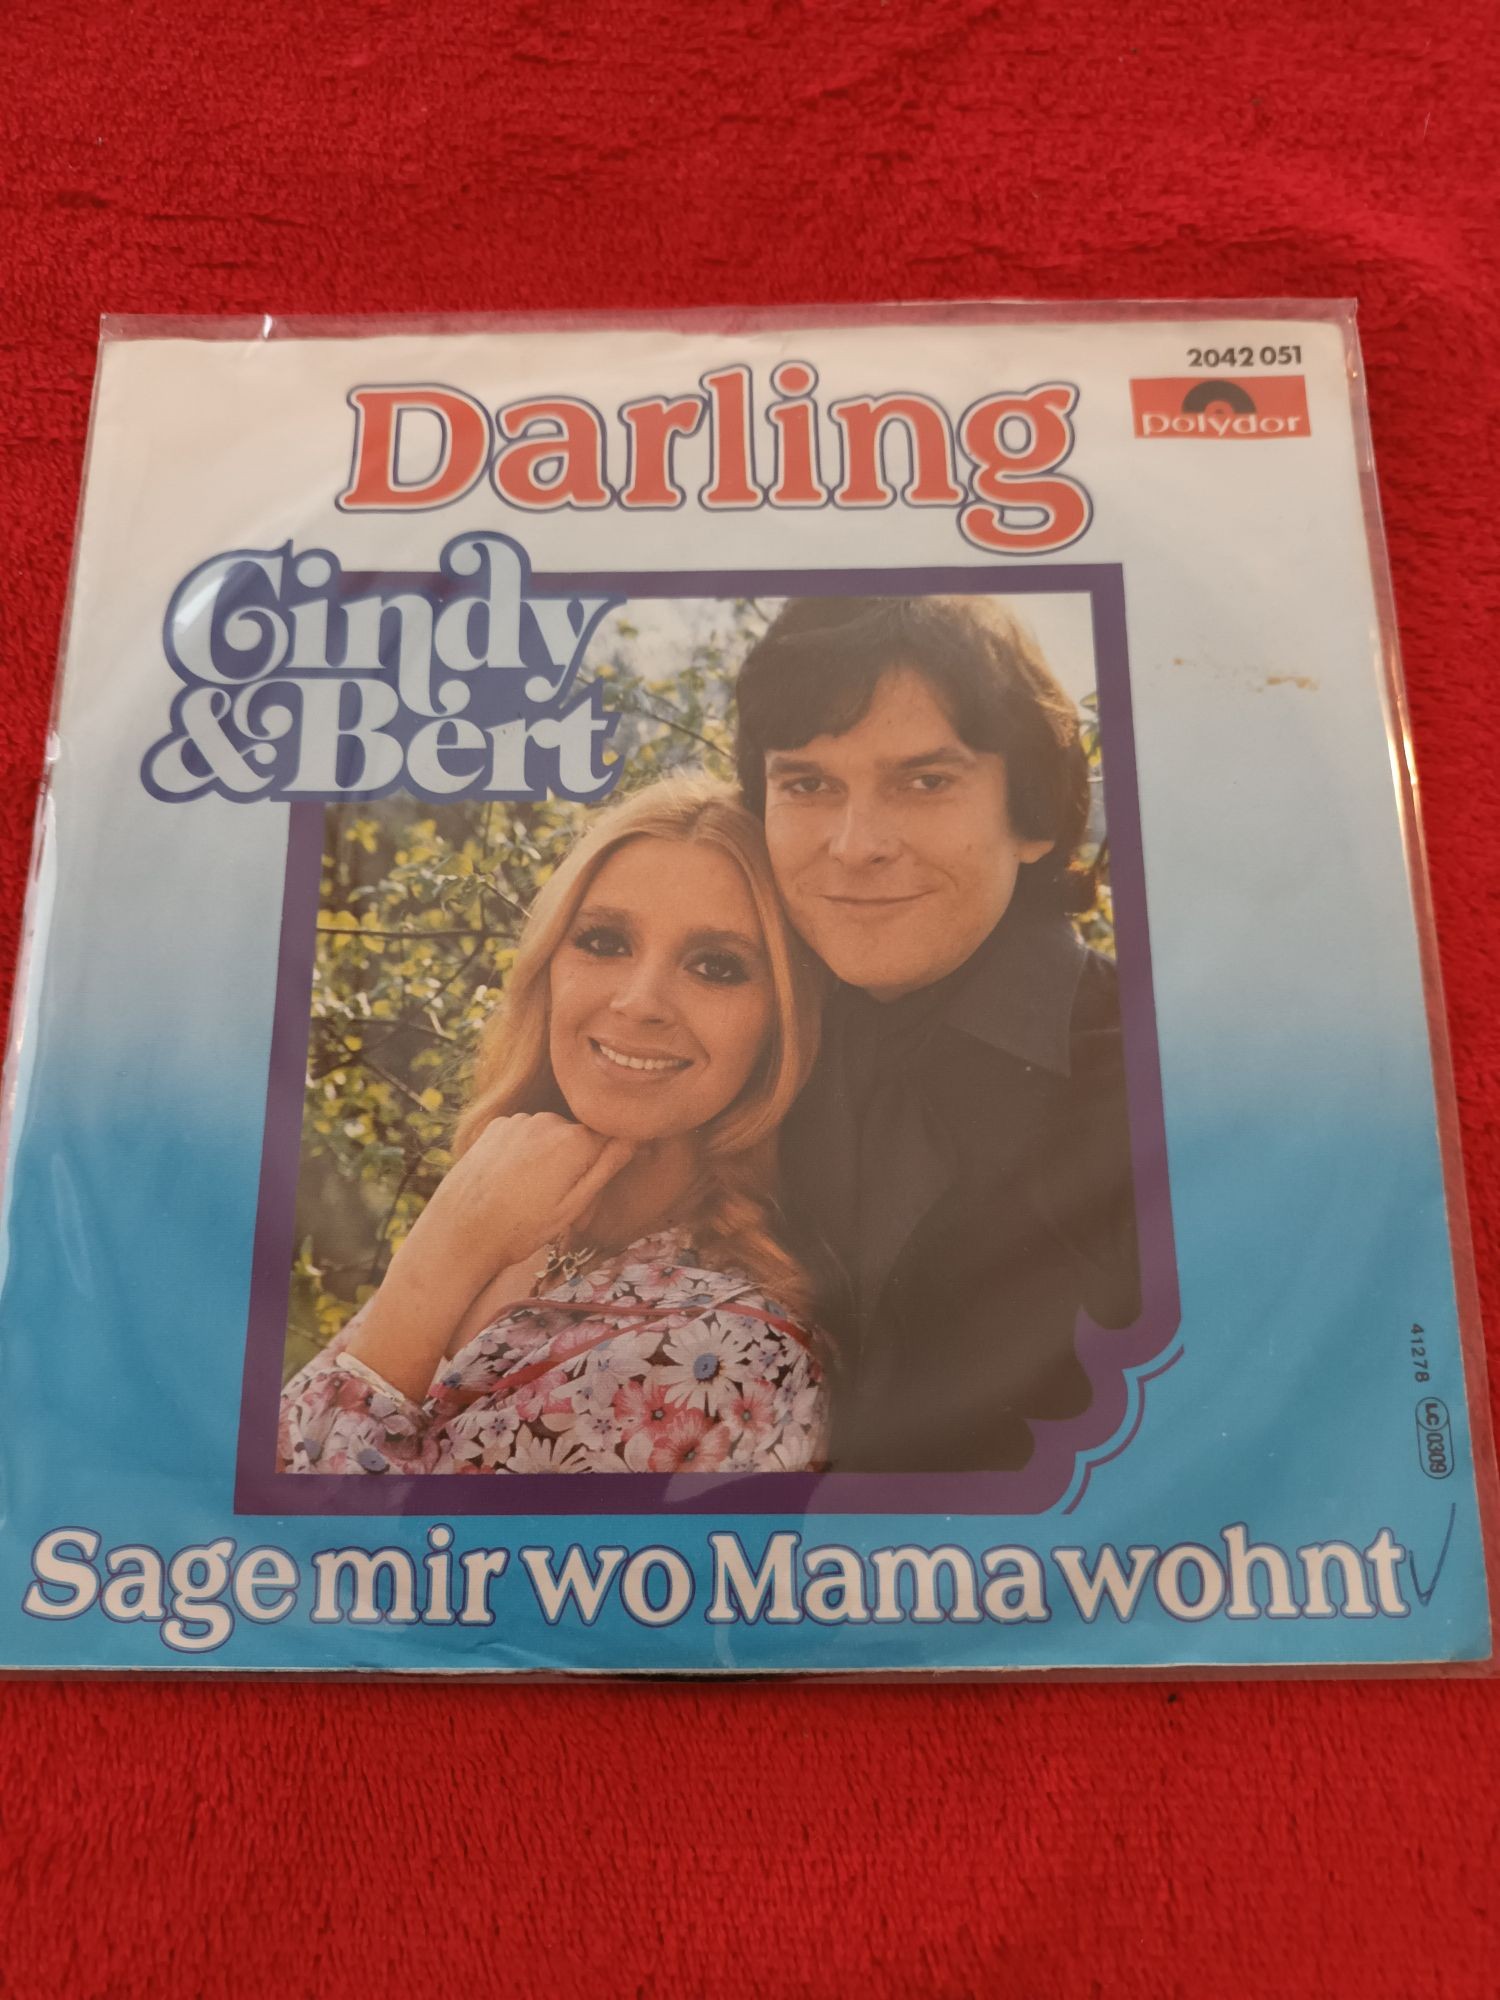 2042 051
polydor
Darling
Cindy
& Bert
41278 LC 0309
Sage mir wo Mama wohnt